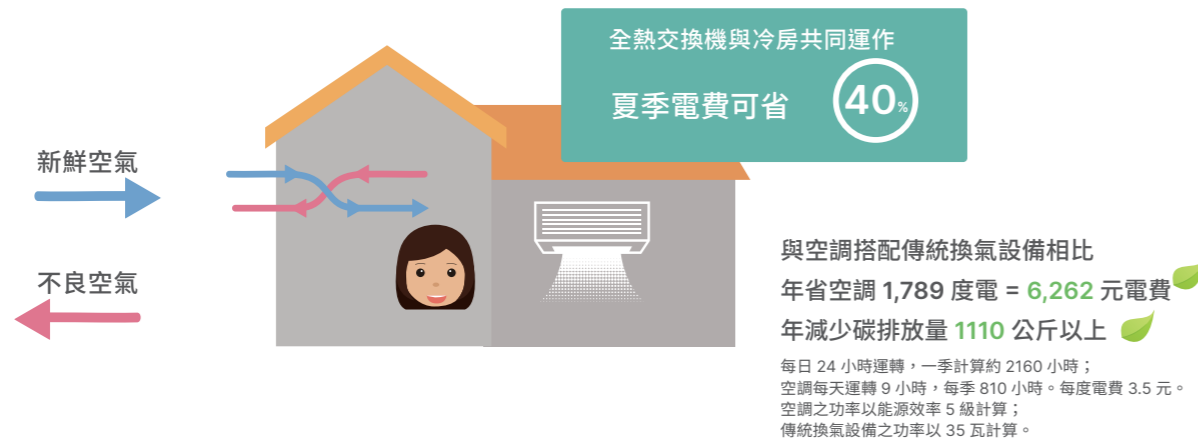 全熱交換機與冷房共同運作
夏季電費可省 40%
新鮮空氣
不良空氣
與空調搭配傳統換氣設備相比
年省空調 1,789 度電 = 6,262 元電費
年減少碳排放量 1110 公斤以上
每日 24 小時運轉，一季計算約 2160 小時；
空調每天運轉 9 小時，每季 810 小時。每度電費 3.5 元。
空調之功率以能源效率 5 級計算；
傳統換氣設備之功率以 35 瓦計算。